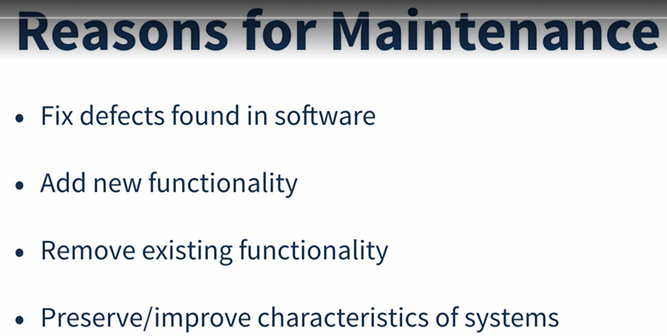 Reasons for Maintenance
• Fix defects found in software
• Add new functionality
• Remove existing functionality
• Preserve/improve characteristics of systems